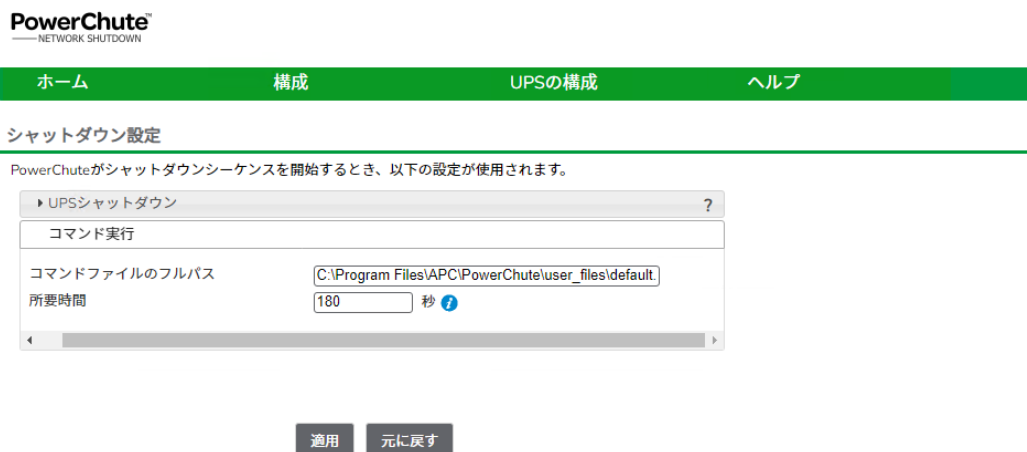 PowerChute™
NETWORK SHUTDOWN
ホーム 構成 UPSの構成 ヘルプ
シャットダウン設定
PowerChuteがシャットダウンシーケンスを開始するとき、以下の設定が使用されます。
UPSシャットダウン ?
コマンド実行
コマンドファイルのフルパス C:\Program Files\APC\PowerChute\user_files\default.
所要時間 180 秒 i
適用 元に戻す